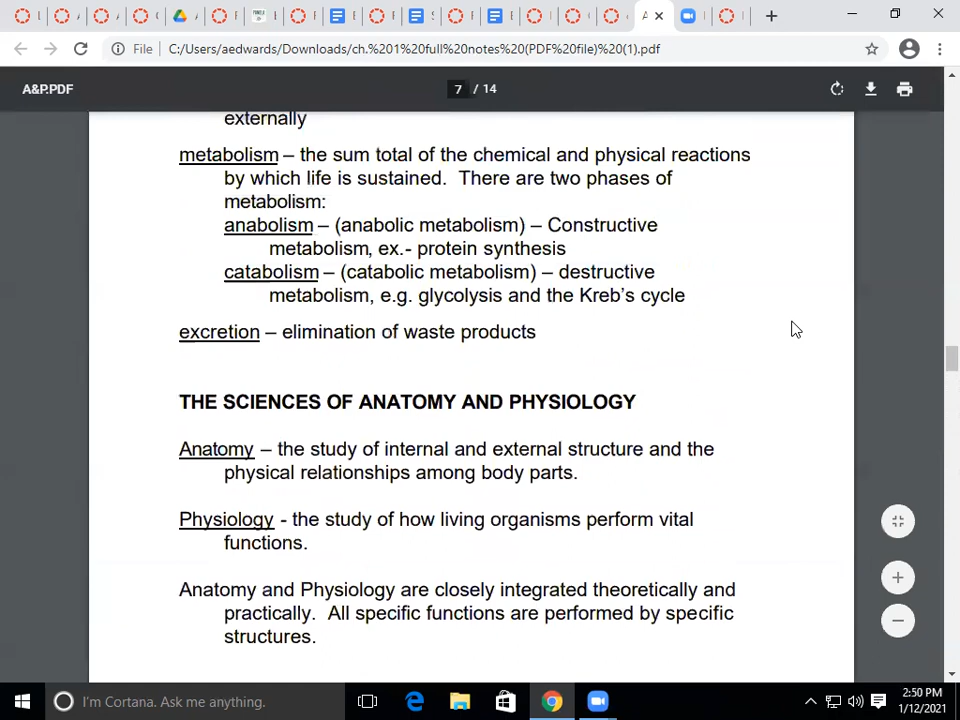 File
C:/Users/aedwards/Downloads/ch.%201%20full%20notes%20(PDF%20file)%20(1).pdf
A&P.PDF
7 / 14
externally
metabolism – the sum total of the chemical and physical reactions
by which life is sustained. There are two phases of
metabolism:
anabolism – (anabolic metabolism) – Constructive
metabolism, ex.- protein synthesis
catabolism – (catabolic metabolism) – destructive
metabolism, e.g. glycolysis and the Kreb's cycle
excretion – elimination of waste products
THE SCIENCES OF ANATOMY AND PHYSIOLOGY
Anatomy – the study of internal and external structure and the
physical relationships among body parts.
Physiology - the study of how living organisms perform vital
functions.
Anatomy and Physiology are closely integrated theoretically and
practically. All specific functions are performed by specific
structures.
I'm Cortana. Ask me anything.
2:50 PM
1/12/2021